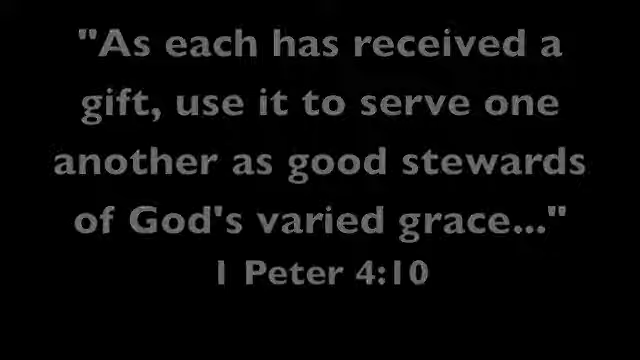 "As each has received a
gift, use it to serve one
another as good stewards
of God's varied grace..."
1 Peter 4:10